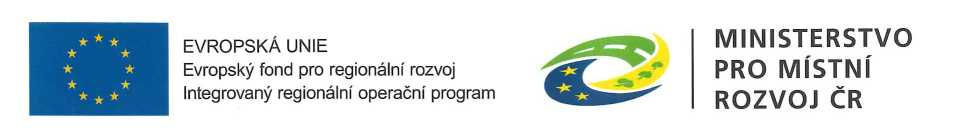 EVROPSKÁ UNIE
Evropský fond pro regionální rozvoj
Integrovaný regionální operační program
MINISTERSTVO
PRO MÍSTNÍ
ROZVOJ ČR